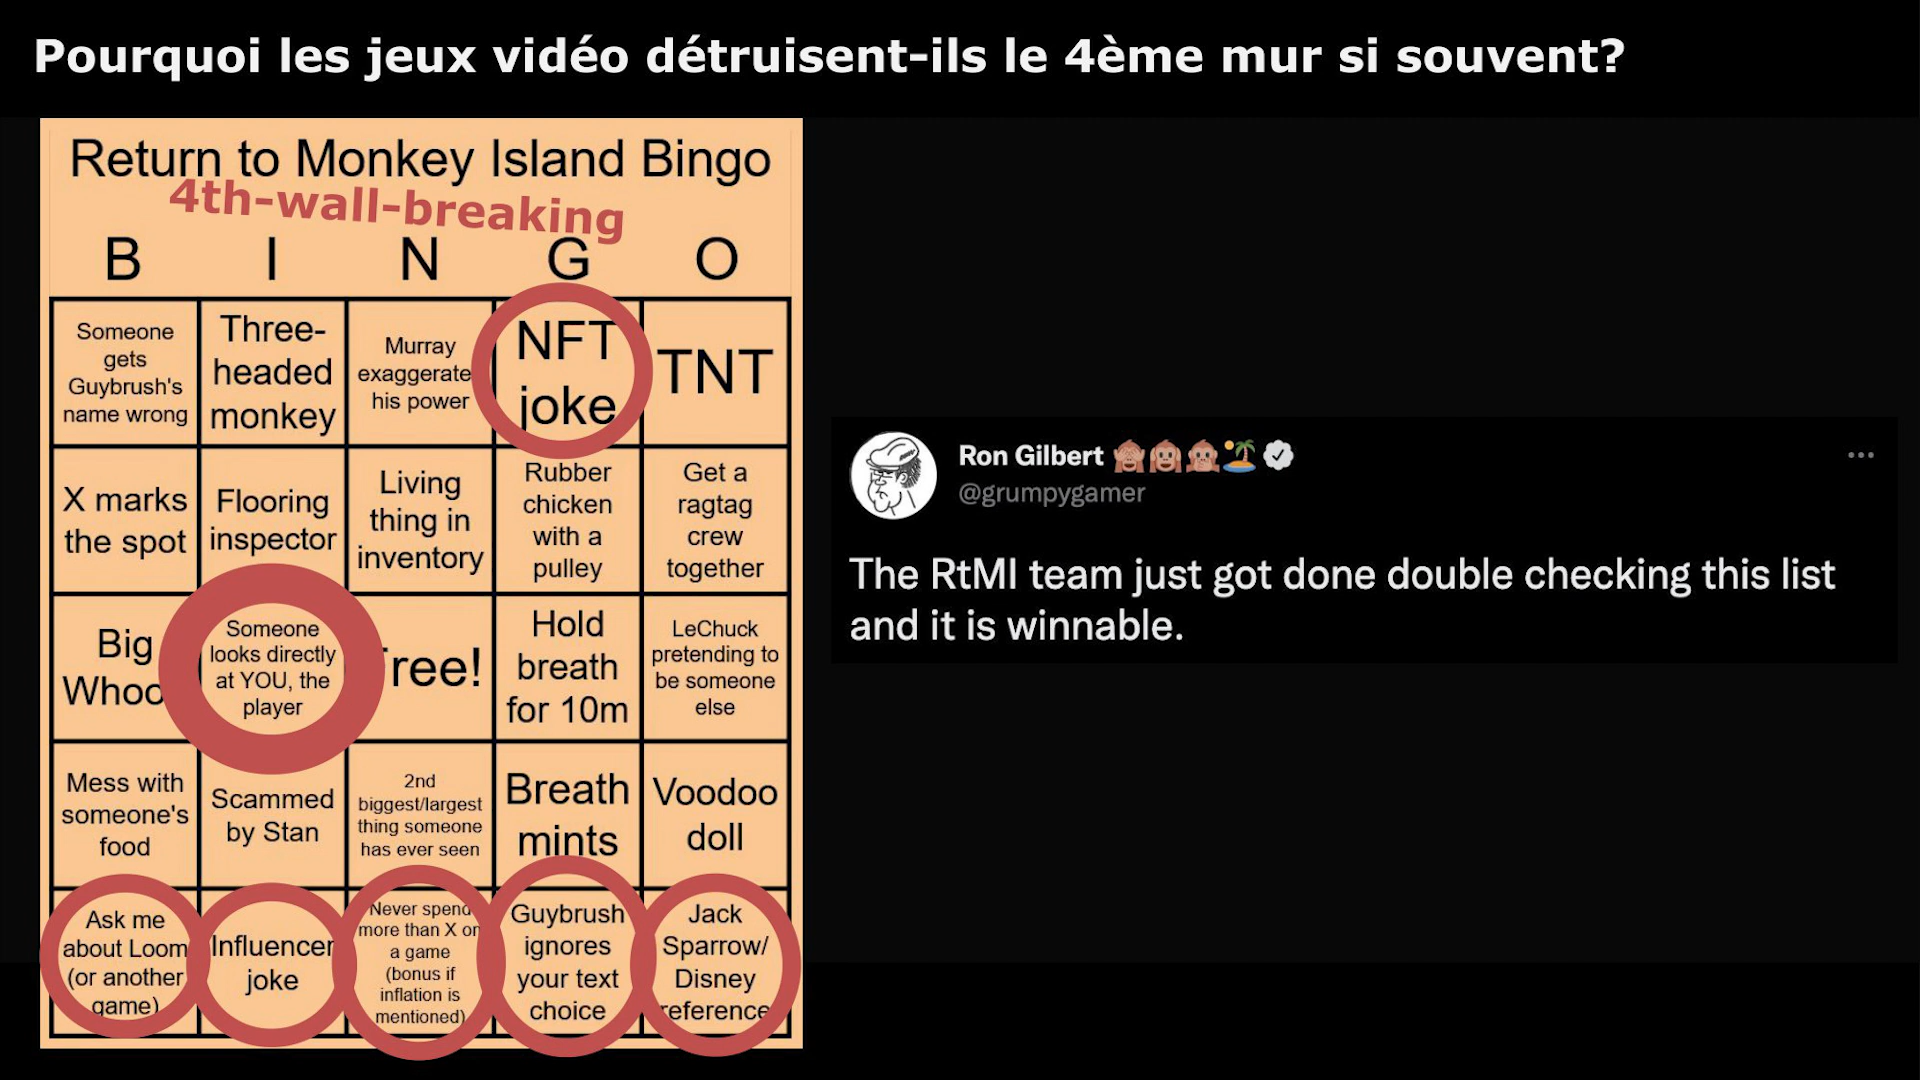 Pourquoi les jeux vidéo détruisent-ils le 4ème mur si souvent?
Return to Monkey Island Bingo
4th-wall-breaking
B I N G O
Someone
gets
Guybrush's
name wrong
Three-
headed
monkey
Murray
exaggerate
his power
NFT
joke
TNT
X marks
the spot
Flooring
inspector
Living
thing in
inventory
Rubber
chicken
with a
pulley
Get a
ragtag
crew
together
Big
Whoo
Someone
looks directly
at YOU, the
player
ree!
Hold
breath
for 10m
LeChuck
pretending to
be someone
else
Mess with
someone's
food
Scammed
by Stan
2nd
biggest/largest
thing someone
has ever seen
Breath
mints
Voodoo
doll
Ask me
about Loom
(or another
game)
Influencer
joke
Never spend
more than X on
a game
(bonus if
inflation is
mentioned)
Guybrush
ignores
your text
choice
Jack
Sparrow/
Disney
reference
Ron Gilbert 🙈🐵🙊🏝️
@grumpygamer
The RtMI team just got done double checking this list
and it is winnable.